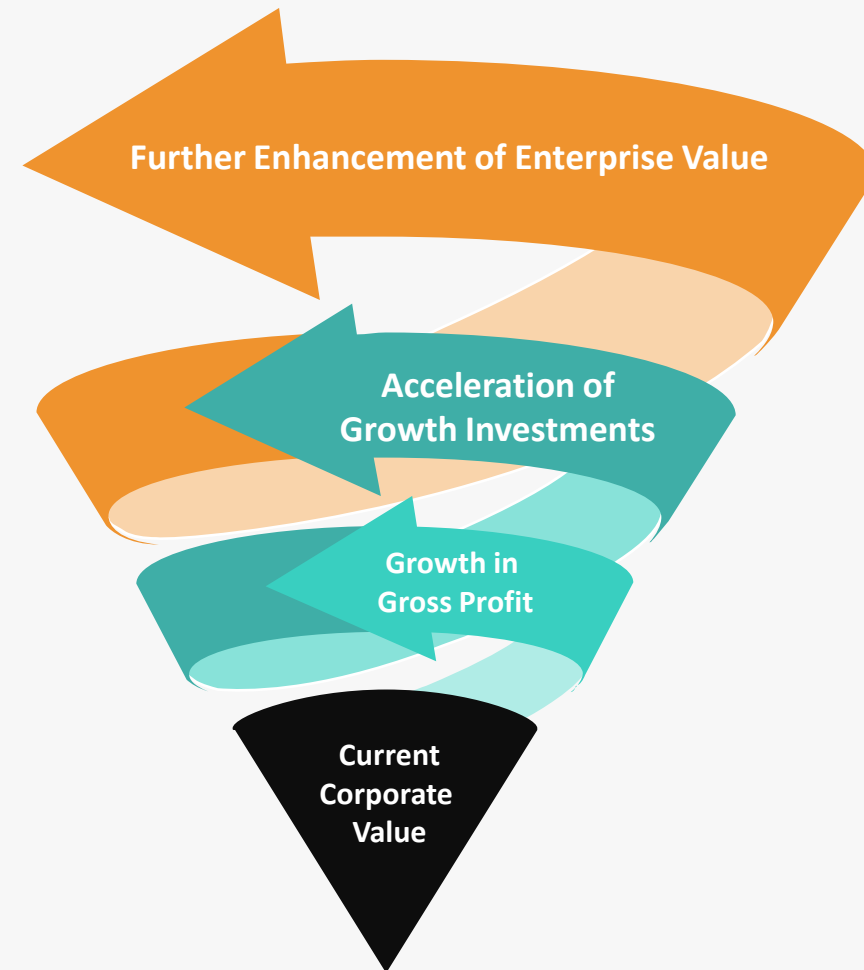 Further Enhancement of Enterprise Value
Acceleration of
Growth Investments
Growth in
Gross Profit
Current
Corporate
Value